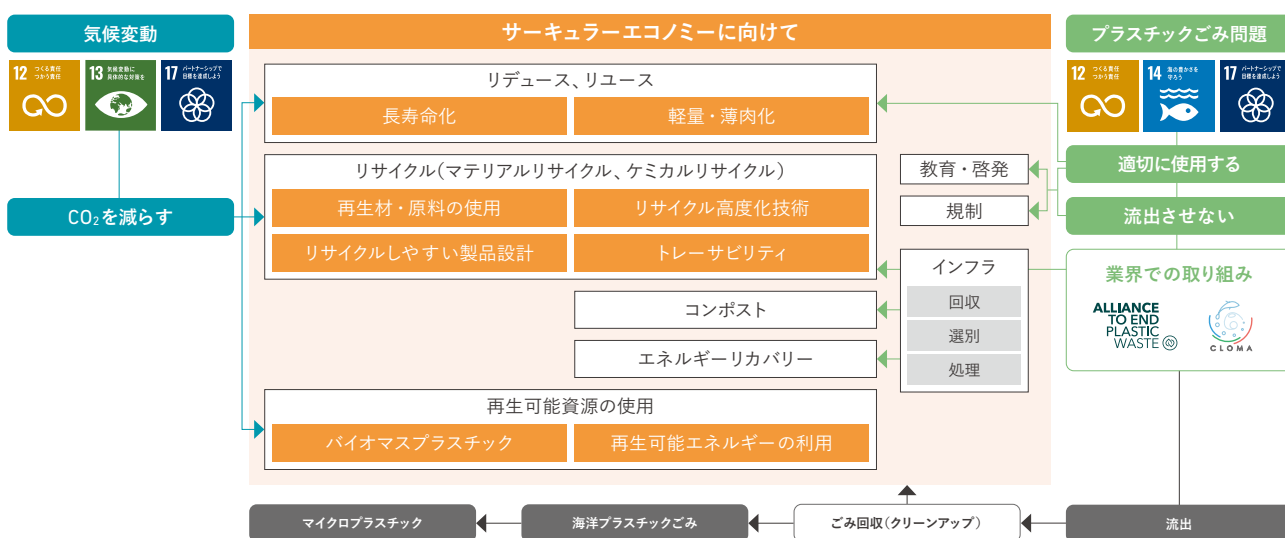 気候変動
12 つくる責任
つかう責任
13 気候変動に
具体的な対策を
17 パートナーシップで
目標を達成しよう
CO₂を減らす
サーキュラーエコノミーに向けて
リデュース、リユース
長寿命化
軽量・薄肉化
リサイクル（マテリアルリサイクル、ケミカルリサイクル）
再生材・原料の使用
リサイクル高度化技術
リサイクルしやすい製品設計
トレーサビリティ
コンポスト
エネルギーリカバリー
再生可能資源の使用
バイオマスプラスチック
再生可能エネルギーの利用
教育・啓発
規制
インフラ
回収
選別
処理
プラスチックごみ問題
12 つくる責任
つかう責任
14 海の豊かさを
守ろう
17 パートナーシップで
目標を達成しよう
適切に使用する
流出させない
業界での取り組み
ALLIANCE
TO END
PLASTIC
WASTE
CLOMA
マイクロプラスチック
海洋プラスチックごみ
ごみ回収（クリーンアップ）
流出